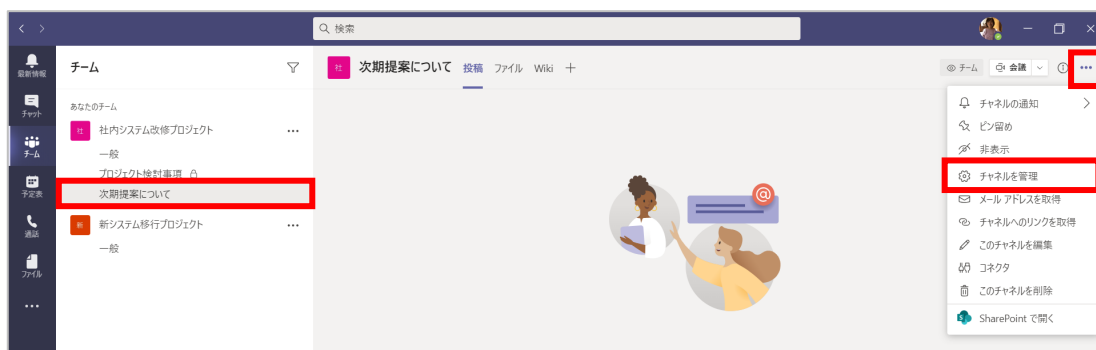 検索
最新情報
チャット
チーム
予定表
通話
ファイル
チーム
あなたのチーム
社 社内システム改修プロジェクト
一般
プロジェクト検討事項
次期提案について
新 新システム移行プロジェクト
一般
社 次期提案について 投稿 ファイル Wiki
チーム 会議
@
チャネルの通知
ピン留め
非表示
チャネルを管理
メール アドレスを取得
チャネルへのリンクを取得
このチャネルを編集
コネクタ
このチャネルを削除
SharePoint で開く